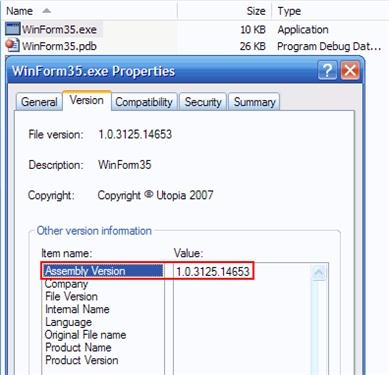 Name Size Type
WinForm35.exe 10 KB Application
WinForm35.pdb 26 KB Program Debug Dat...
WinForm35.exe Properties
General Version Compatibility Security Summary
File version: 1.0.3125.14653
Description: WinForm35
Copyright: Copyright © Utopia 2007
Other version information
Item name: Value:
Assembly Version 1.0.3125.14653
Company
File Version
Internal Name
Language
Original File name
Product Name
Product Version